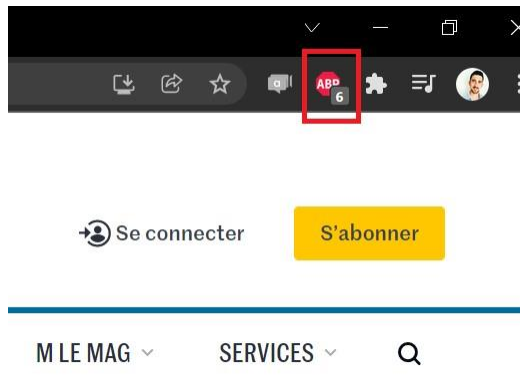 a
ABP
6
Se connecter
S'abonner
M LE MAG
SERVICES